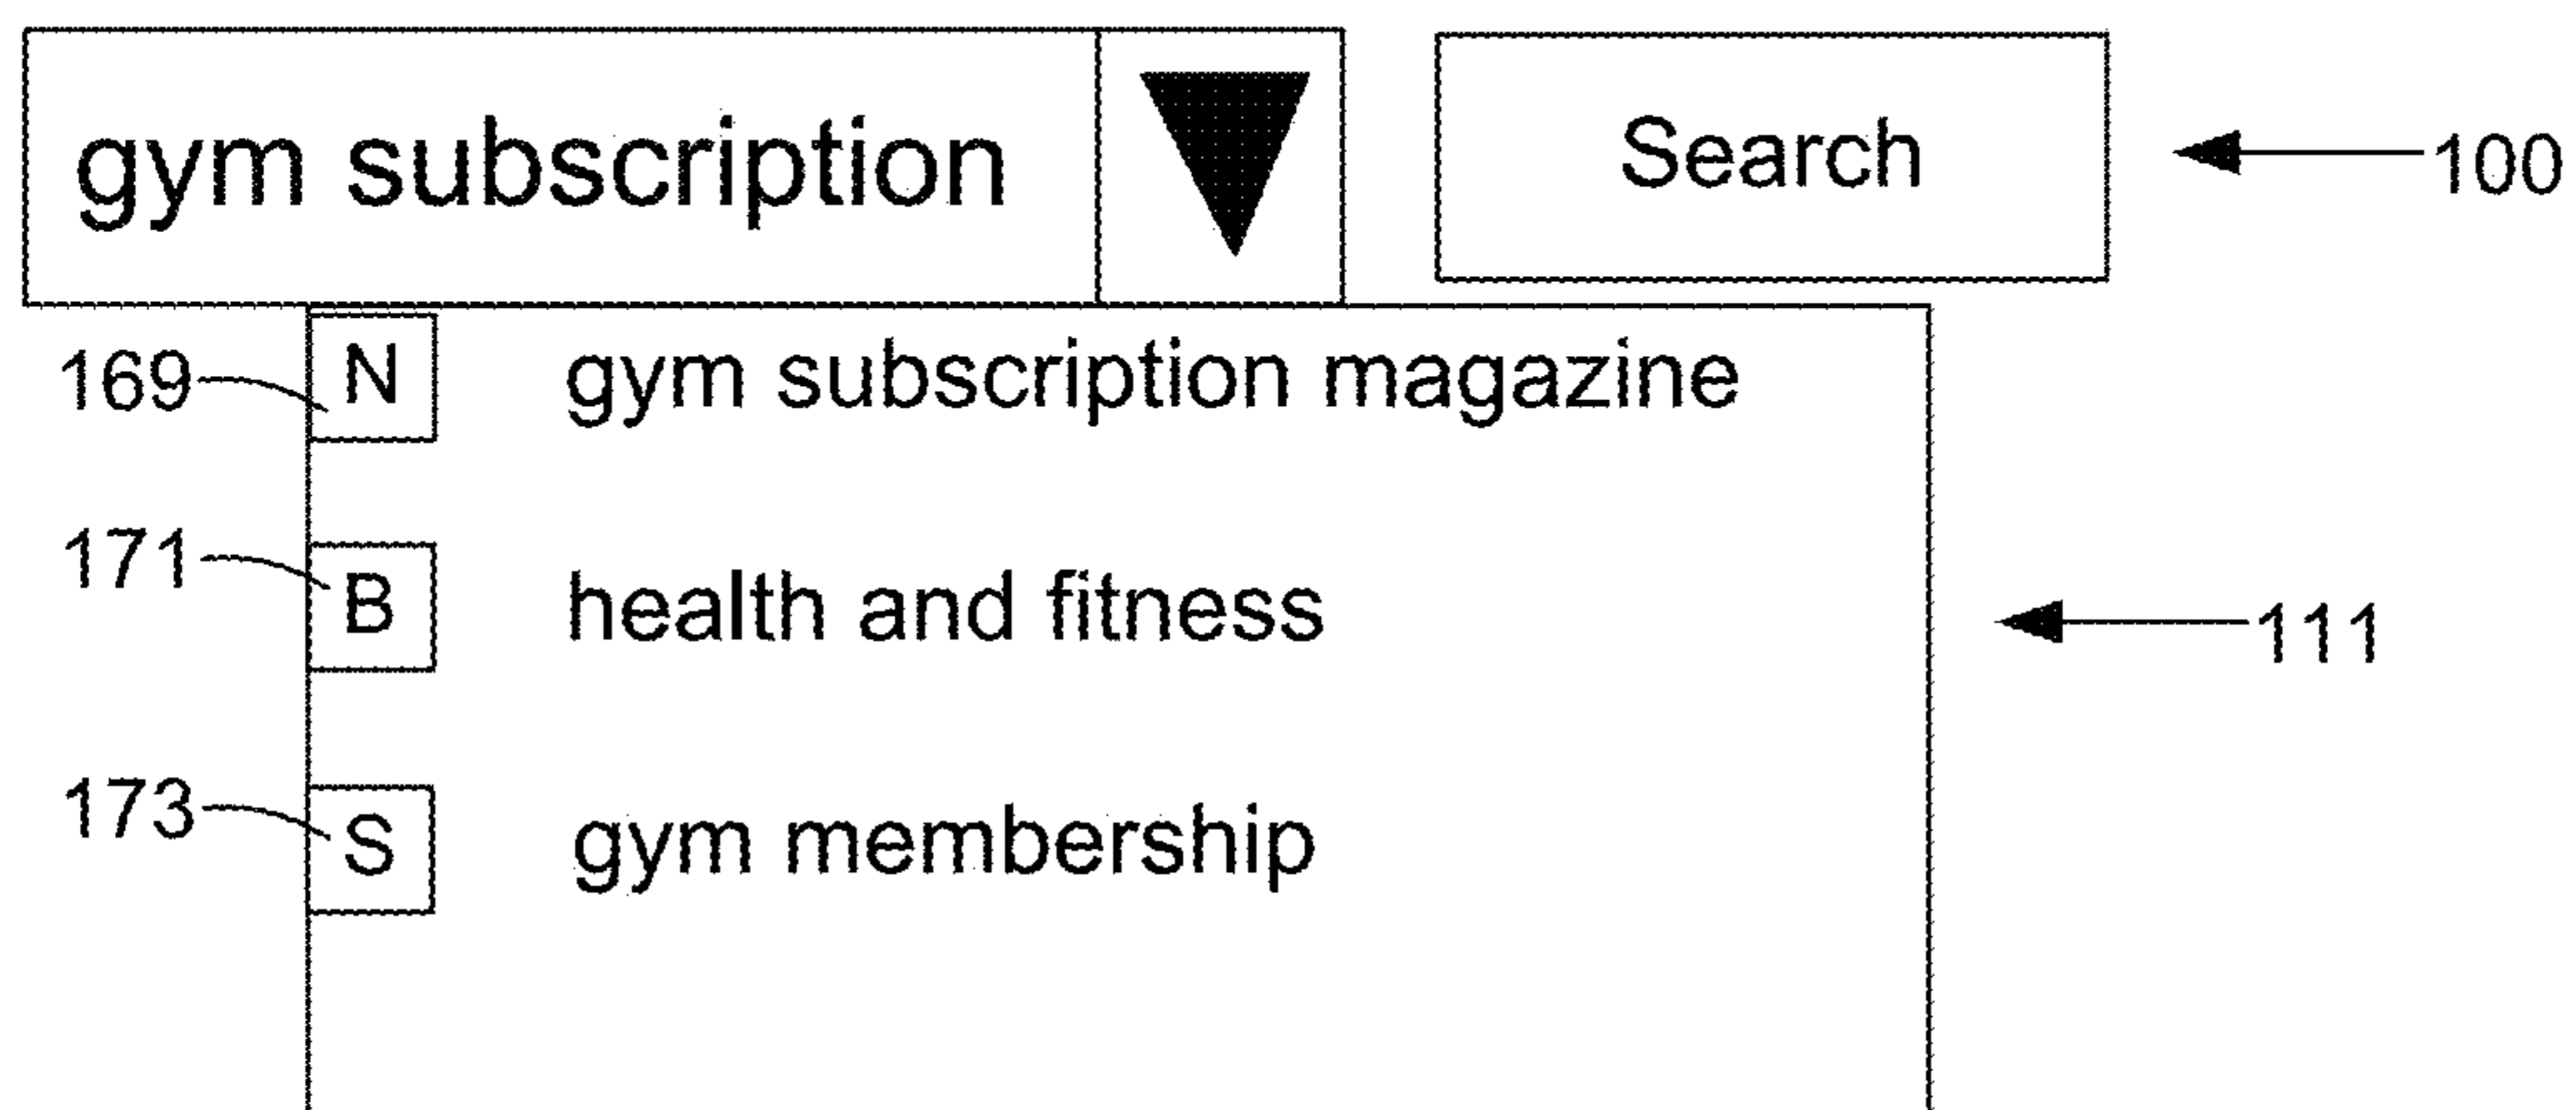 gym subscription Search 100
169 N gym subscription magazine
171 B health and fitness 111
173 S gym membership